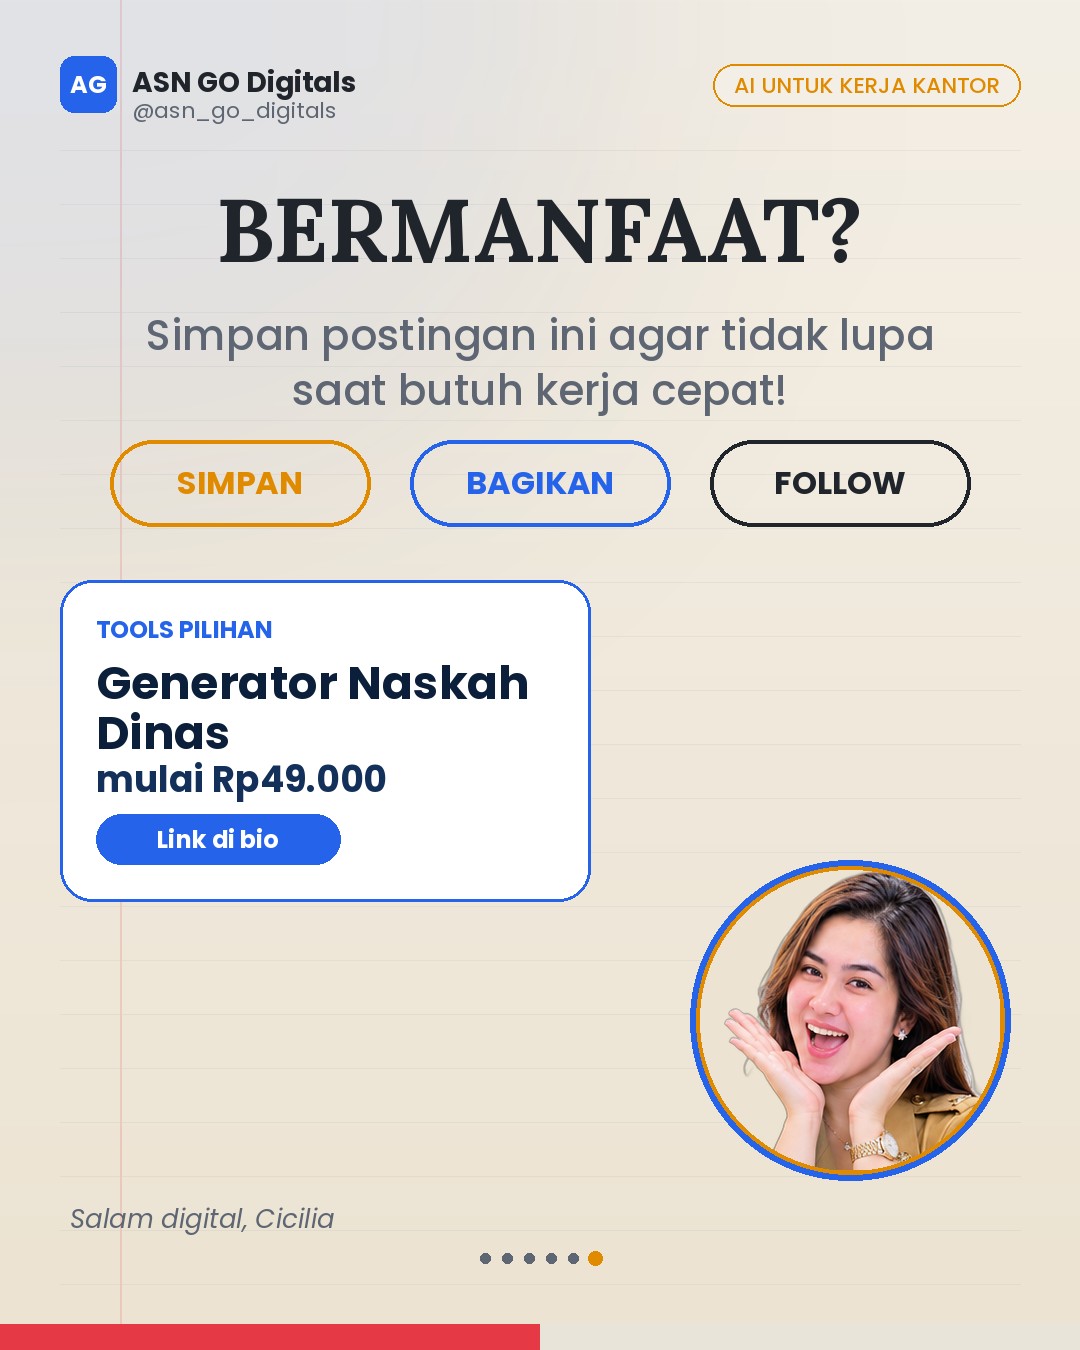 AG
ASN GO Digitals
@asn_go_digitals
AI UNTUK KERJA KANTOR
BERMANFAAT?
Simpan postingan ini agar tidak lupa
saat butuh kerja cepat!
SIMPAN
BAGIKAN
FOLLOW
TOOLS PILIHAN
Generator Naskah
Dinas
mulai Rp49.000
Link di bio
Salam digital, Cicilia